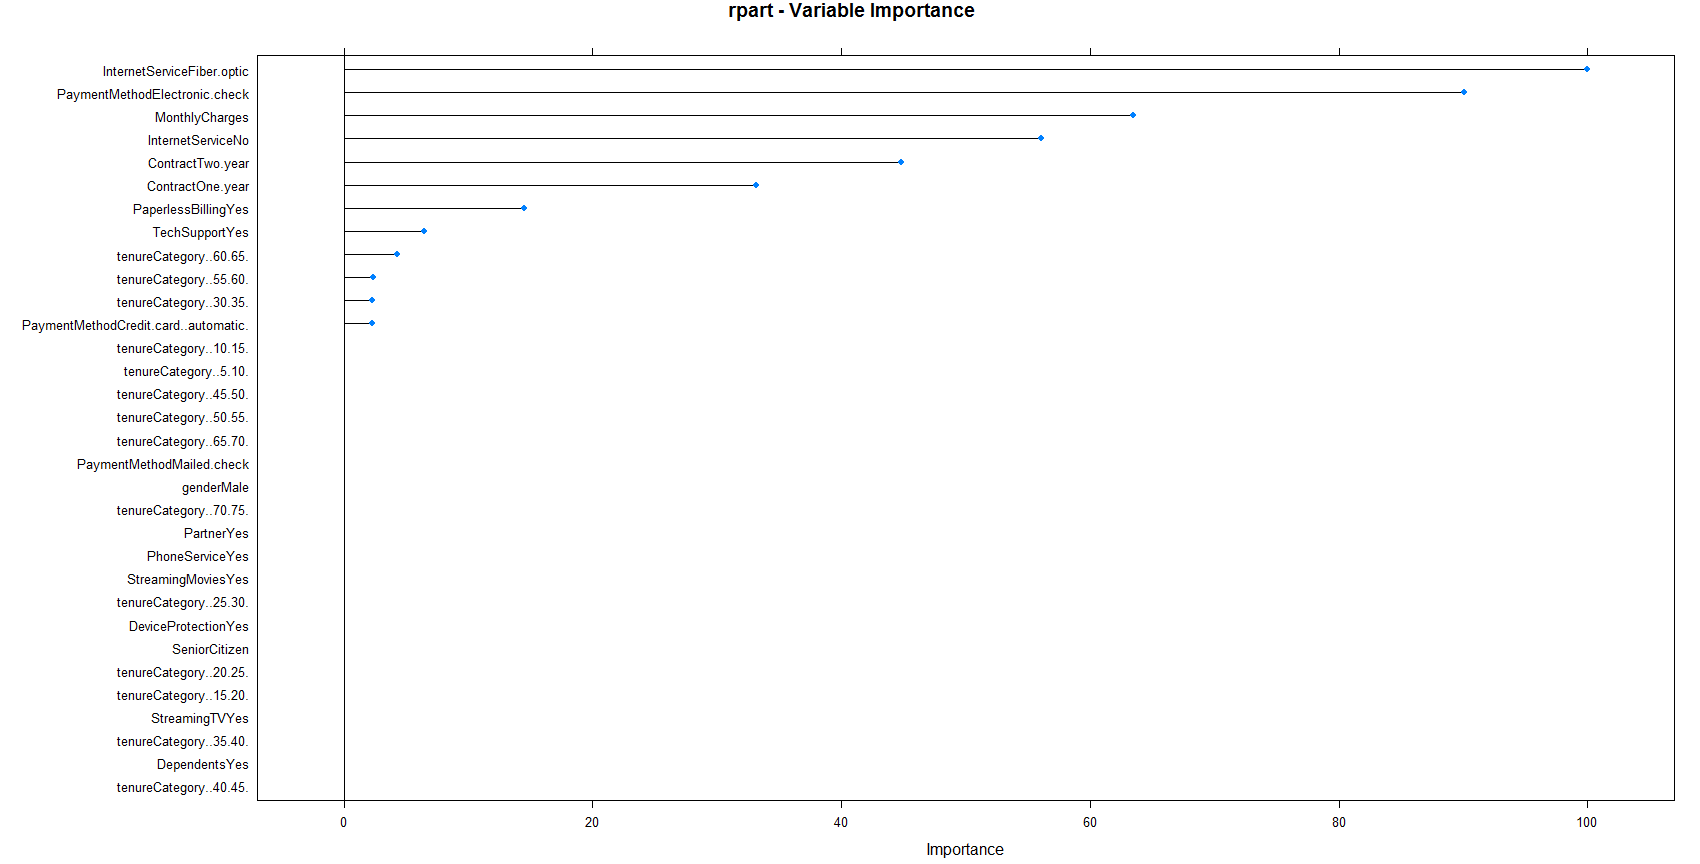 rpart - Variable Importance
InternetServiceFiber.optic
PaymentMethodElectronic.check
MonthlyCharges
InternetServiceNo
ContractTwo.year
ContractOne.year
PaperlessBillingYes
TechSupportYes
tenureCategory..60.65.
tenureCategory..55.60.
tenureCategory..30.35.
PaymentMethodCredit.card..automatic.
tenureCategory..10.15.
tenureCategory..5.10.
tenureCategory..45.50.
tenureCategory..50.55.
tenureCategory..65.70.
PaymentMethodMailed.check
genderMale
tenureCategory..70.75.
PartnerYes
PhoneServiceYes
StreamingMoviesYes
tenureCategory..25.30.
DeviceProtectionYes
SeniorCitizen
tenureCategory..20.25.
tenureCategory..15.20.
StreamingTVYes
tenureCategory..35.40.
DependentsYes
tenureCategory..40.45.
0 20 40 60 80 100
Importance